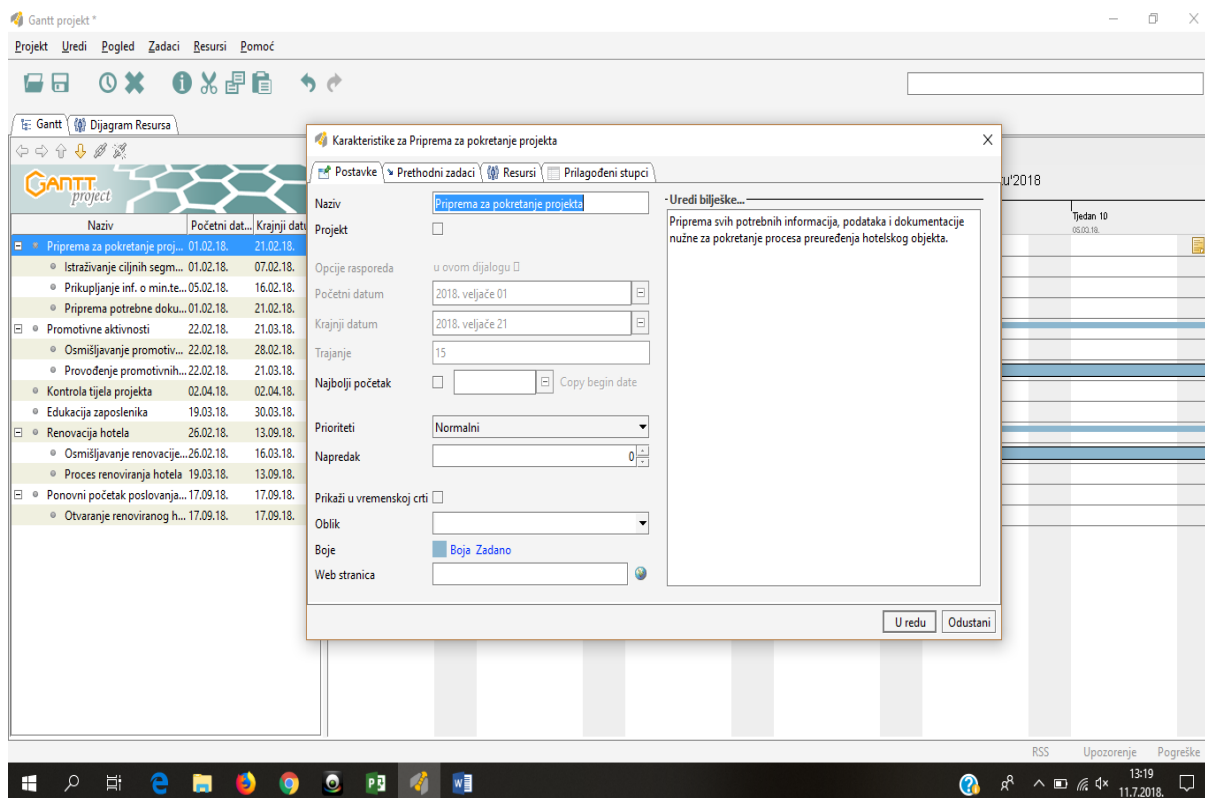 Gantt projekt *
Projekt Uredi Pogled Zadaci Resursi Pomoć
Gantt Dijagram Resursa
GANTT project
Naziv Početni dat... Krajnji datu
Priprema za pokretanje proj... 01.02.18. 21.02.18.
Istraživanje ciljnih segm... 01.02.18. 07.02.18.
Prikupljanje inf. o min.te... 05.02.18. 16.02.18.
Priprema potrebne doku... 01.02.18. 21.02.18.
Promotivne aktivnosti 22.02.18. 21.03.18.
Osmišljavanje promotiv... 22.02.18. 28.02.18.
Provođenje promotivnih... 22.02.18. 21.03.18.
Kontrola tijela projekta 02.04.18. 02.04.18.
Edukacija zaposlenika 19.03.18. 30.03.18.
Renovacija hotela 26.02.18. 13.09.18.
Osmišljavanje renovacije... 26.02.18. 16.03.18.
Proces renoviranja hotela 19.03.18. 13.09.18.
Ponovni početak poslovanja... 17.09.18. 17.09.18.
Otvaranje renoviranog h... 17.09.18. 17.09.18.
Karakteristike za Priprema za pokretanje projekta
Postavke Prethodni zadaci Resursi Prilagođeni stupci
Naziv Priprema za pokretanje projekta
Projekt
Opcije rasporeda u ovom dijalogu
Početni datum 2018. veljače 01
Krajnji datum 2018. veljače 21
Trajanje 15
Najbolji početak Copy begin date
Prioriteti Normalni
Napredak 0
Prikaži u vremenskoj crti
Oblik
Boje Boja Zadano
Web stranica
Uredi bilješke...
Priprema svih potrebnih informacija, podataka i dokumentacije
nužne za pokretanje procesa preuređenja hotelskog objekta.
U redu Odustani
u'2018
Tjedan 10
05.03.18.
RSS Upozorenje Pogreške
13:19
11.7.2018.